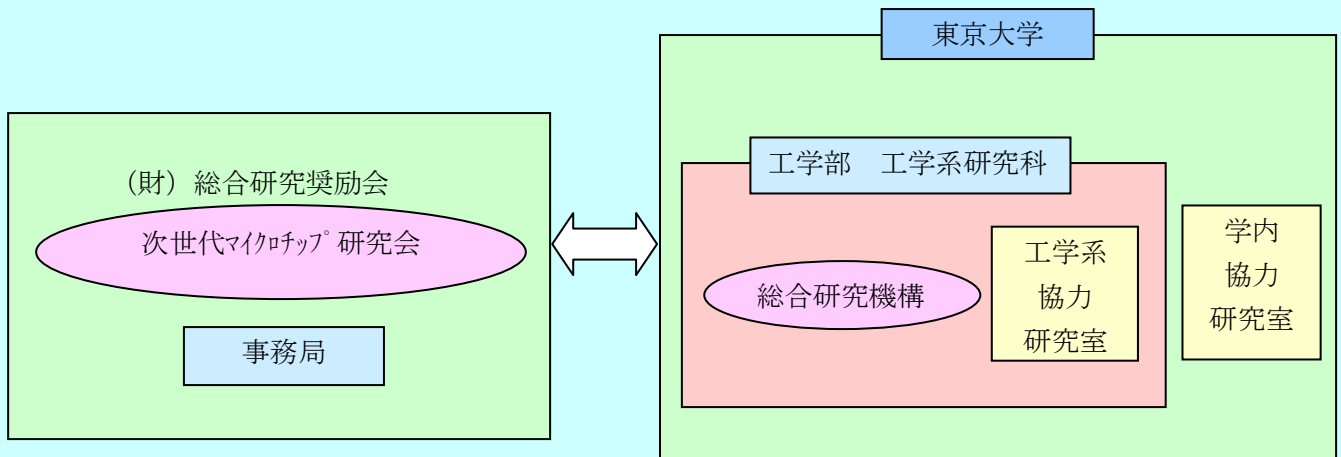 東京大学
(財) 総合研奨励会
次世代ﾏｲｸﾛﾁｯﾌﾟ研究会
事務局
工学部　工学系研究科
総合研究機構
工学系
協力
研究室
学内
協力
研究室